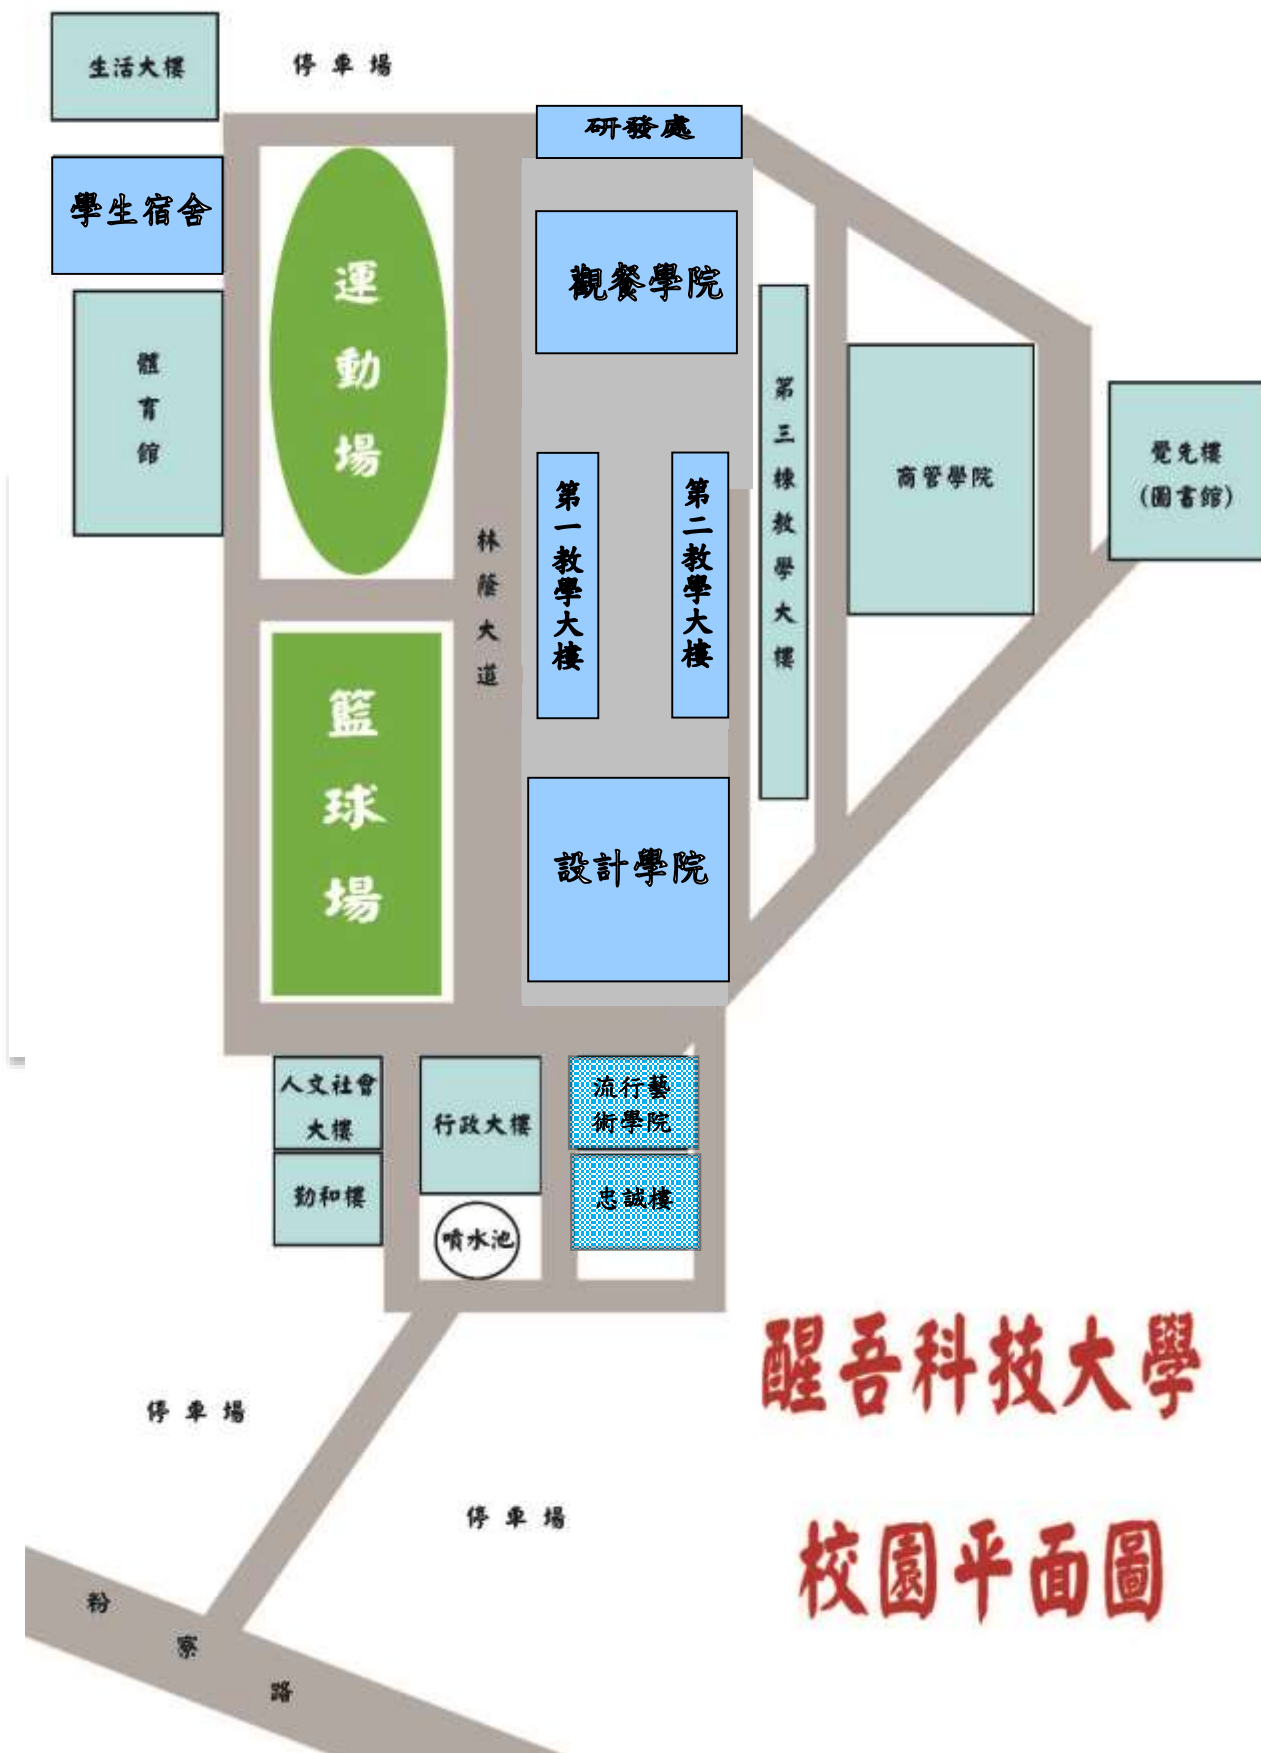 生活大樓
停車場
研發處
學生宿舍
觀餐學院
運動場
體育館
第三棟教學大樓
商管學院
覺先樓
(圖書館)
第一教學大樓
第二教學大樓
林蔭大道
籃球場
設計學院
人文社會
大樓
行政大樓
流行藝
術學院
勤和樓
忠誠樓
噴水池
醒吾科技大學
停車場
停車場
校園平面圖
粉寮路